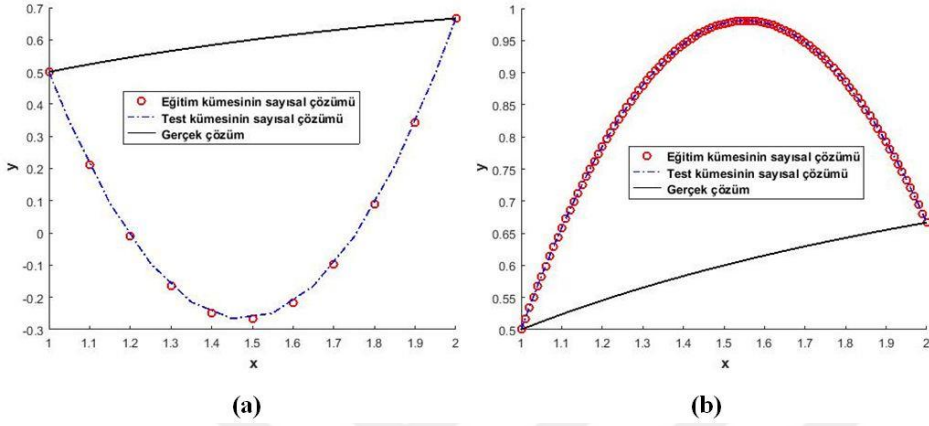 0.7
0.6
0.5
0.4
0.3
0.2
0.1
0
-0.1
-0.2
-0.3
y
Eğitim kümesinin sayısal çözümü
Test kümesinin sayısal çözümü
Gerçek çözüm
1 1.1 1.2 1.3 1.4 1.5 1.6 1.7 1.8 1.9 2
x
(a)
1
0.95
0.9
0.85
0.8
0.75
0.7
0.65
0.6
0.55
0.5
y
Eğitim kümesinin sayısal çözümü
Test kümesinin sayısal çözümü
Gerçek çözüm
1 1.1 1.2 1.3 1.4 1.5 1.6 1.7 1.8 1.9 2
x
(b)